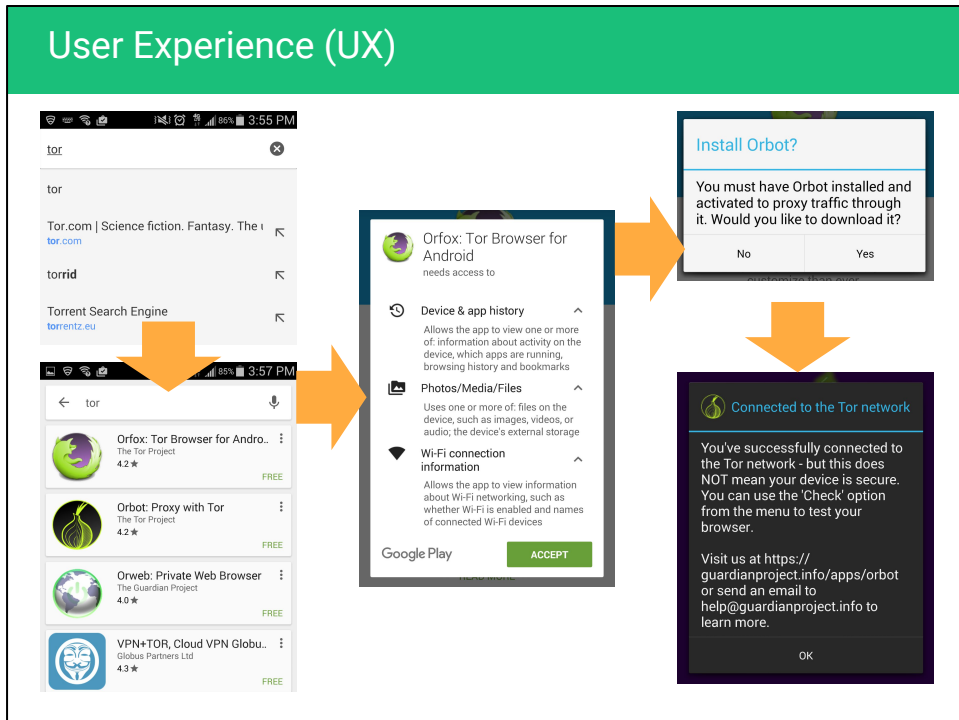 User Experience (UX)
86% 3:55 PM
tor
tor
Tor.com | Science fiction. Fantasy. The
tor.com
torrid
Torrent Search Engine
torrentz.eu
85% 3:57 PM
tor
Orfox: Tor Browser for Andro..
The Tor Project
4.2★
FREE
Orbot: Proxy with Tor
The Tor Project
4.2★
FREE
Orweb: Private Web Browser
The Guardian Project
4.0★
FREE
VPN+TOR, Cloud VPN Globu..
Globus Partners Ltd
4.3★
FREE
Orfox: Tor Browser for
Android
needs access to
Device & app history
Allows the app to view one or more
of: information about activity on the
device, which apps are running,
browsing history and bookmarks
Photos/Media/Files
Uses one or more of: files on the
device, such as images, videos, or
audio; the device's external storage
Wi-Fi connection
information
Allows the app to view information
about Wi-Fi networking, such as
whether Wi-Fi is enabled and names
of connected Wi-Fi devices
Google Play
ACCEPT
READ MORE
Install Orbot?
You must have Orbot installed and
activated to proxy traffic through
it. Would you like to download it?
No Yes
customize than ever
Connected to the Tor network
You've successfully connected to
the Tor network - but this does
NOT mean your device is secure.
You can use the 'Check' option
from the menu to test your
browser.
Visit us at https://
guardianproject.info/apps/orbot
or send an email to
help@guardianproject.info to
learn more.
OK